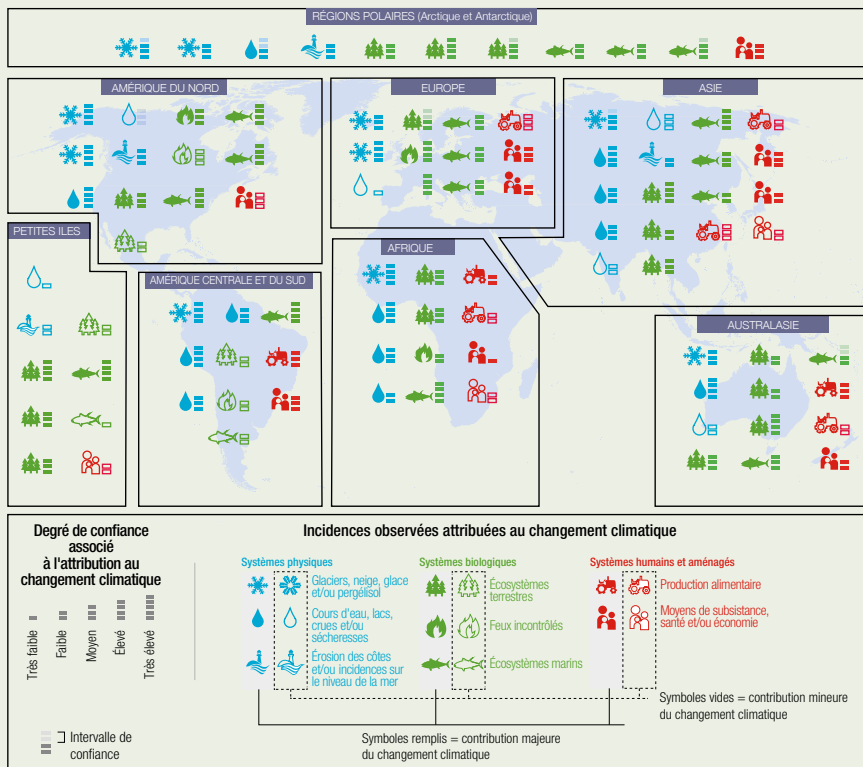 RÉGIONS POLAIRES (Arctique et Antarctique)
AMÉRIQUE DU NORD
EUROPE
ASIE
PETITES ILES
AMÉRIQUE CENTRALE ET DU SUD
AFRIQUE
AUSTRALASIE
Degré de confiance
associé
à l'attribution au
changement climatique
Très faible
Faible
Moyen
Élevé
Très élevé
Intervalle de
confiance
Incidences observées attribuées au changement climatique
Systèmes physiques
Glaciers, neige, glace
et/ou pergélisol
Cours d'eau, lacs,
crues et/ou
sécheresses
Érosion des côtes
et/ou incidences sur
le niveau de la mer
Systèmes biologiques
Écosystèmes
terrestres
Feux incontrôlés
Écosystèmes marins
Systèmes humains et aménagés
Production alimentaire
Moyens de subsistance,
santé et/ou économie
Symboles vides = contribution mineure
du changement climatique
Symboles remplis = contribution majeure
du changement climatique